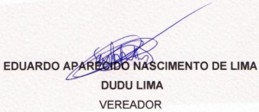 EDUARDO APARECIDO NASCIMENTO DE LIMA
DUDU LIMA
VEREADOR